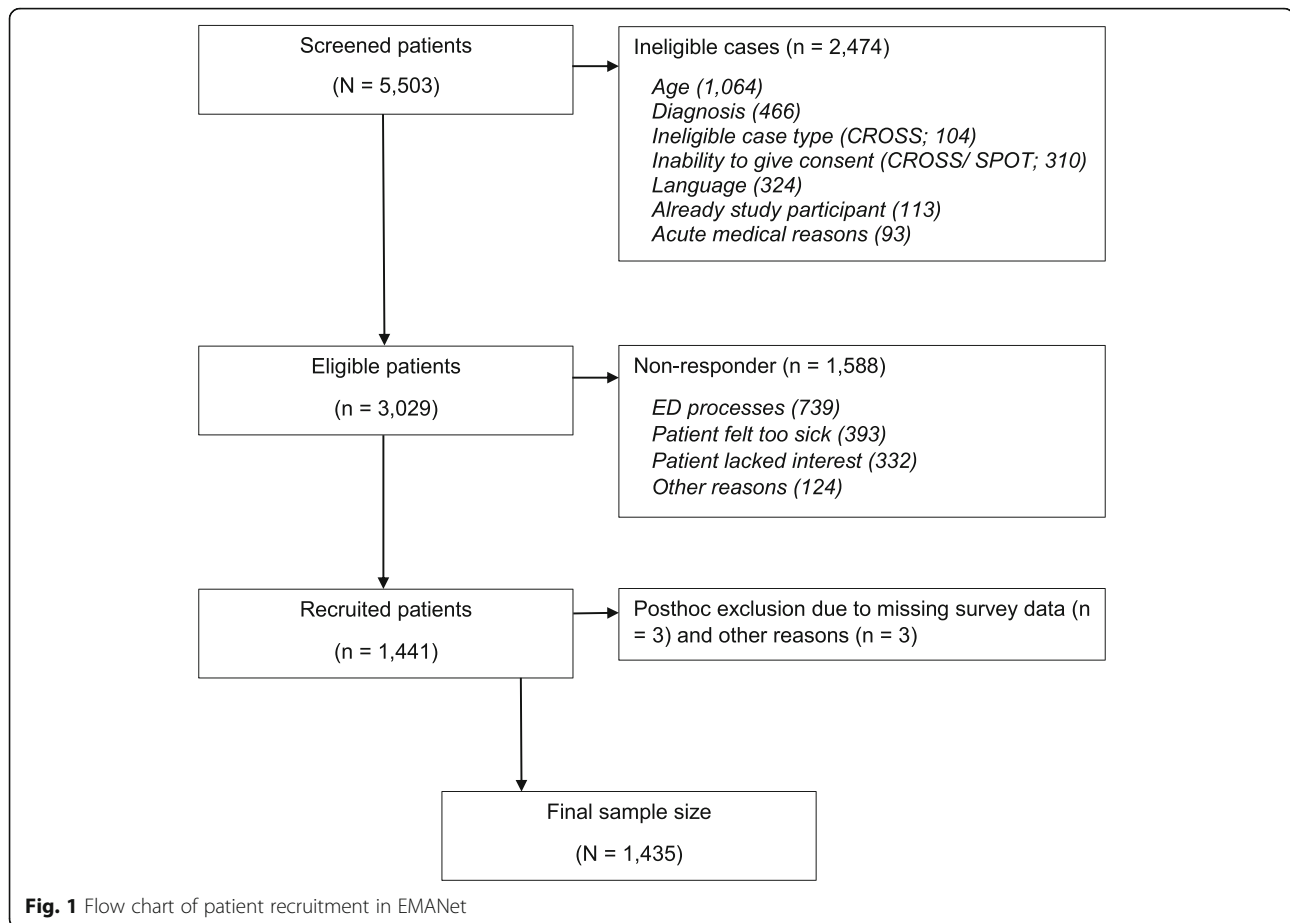 Screened patients
(N = 5,503)
Ineligible cases (n = 2,474)
Age (1,064)
Diagnosis (466)
Ineligible case type (CROSS; 104)
Inability to give consent (CROSS/ SPOT; 310)
Language (324)
Already study participant (113)
Acute medical reasons (93)
Eligible patients
(n = 3,029)
Non-responder (n = 1,588)
ED processes (739)
Patient felt too sick (393)
Patient lacked interest (332)
Other reasons (124)
Recruited patients
(n = 1,441)
Posthoc exclusion due to missing survey data (n
= 3) and other reasons (n = 3)
Final sample size
(N = 1,435)
Fig. 1 Flow chart of patient recruitment in EMANet